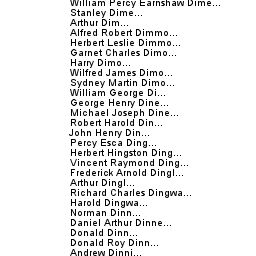 William Percy Earnshaw Dime...
Stanley Dime...
Arthur Dim...
Alfred Robert Dimmo...
Herbert Leslie Dimmo...
Garnet Charles Dimo...
Harry Dimo...
Wilfred James Dimo...
Sydney Martin Dimo...
William George Di...
George Henry Dine...
Michael Joseph Dine...
Robert Harold Din...
John Henry Din...
Percy Esca Ding...
Herbert Hingston Ding...
Vincent Raymond Ding...
Frederick Arnold Dingl...
Arthur Dingl...
Richard Charles Dingwa...
Harold Dingwa...
Norman Dinn...
Daniel Arthur Dinne...
Donald Dinn...
Donald Roy Dinn...
Andrew Dinni...